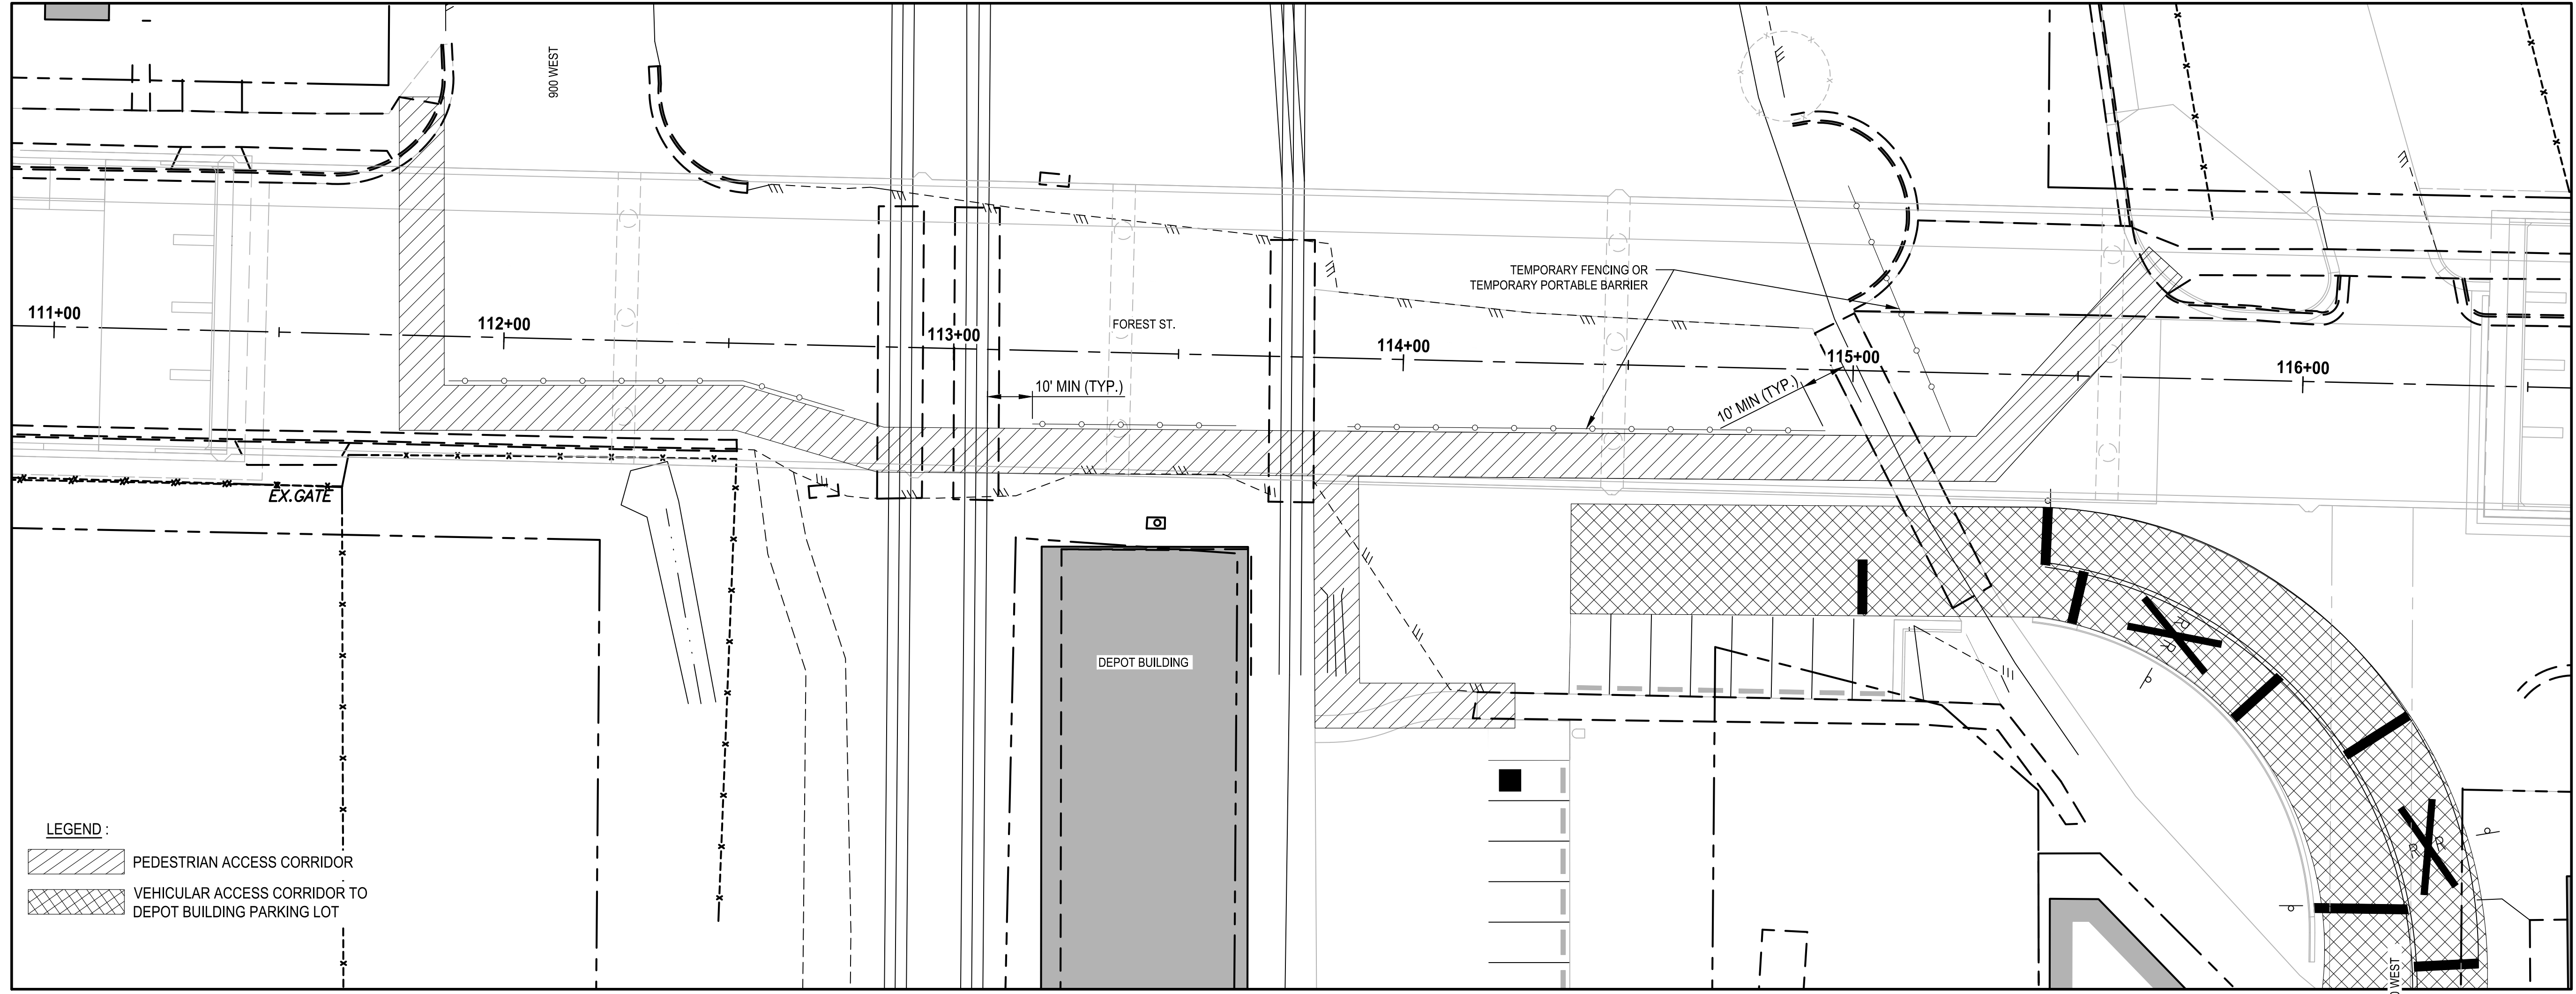 900 WEST
TEMPORARY FENCING OR
TEMPORARY PORTABLE BARRIER
111+00
112+00
113+00
FOREST ST.
114+00
115+00
116+00
10' MIN (TYP.)
10' MIN (TYP.)
EX.GATE
R R
DEPOT BUILDING
R R
LEGEND :
PEDESTRIAN ACCESS CORRIDOR
VEHICULAR ACCESS CORRIDOR TO
DEPOT BUILDING PARKING LOT
WEST